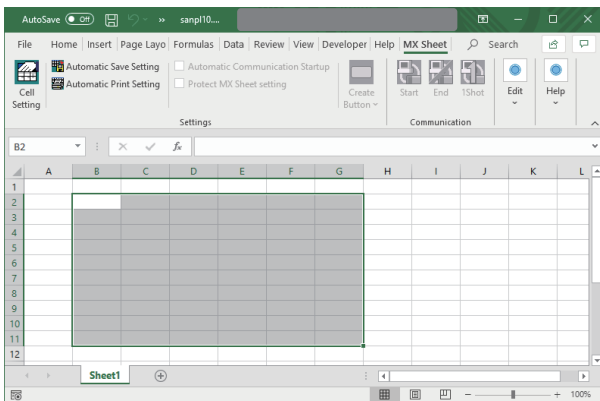 AutoSave Off » sanpl10....
File Home Insert Page Layo Formulas Data Review View Developer Help MX Sheet Search
Automatic Save Setting Automatic Communication Startup
Automatic Print Setting Protect MX Sheet setting
Cell Setting Create Button Start End 1Shot Edit Help
Settings Communication
B2 fx
A B C D E F G H I J K L
1
2
3
4
5
6
7
8
9
10
11
12
Sheet1
100%